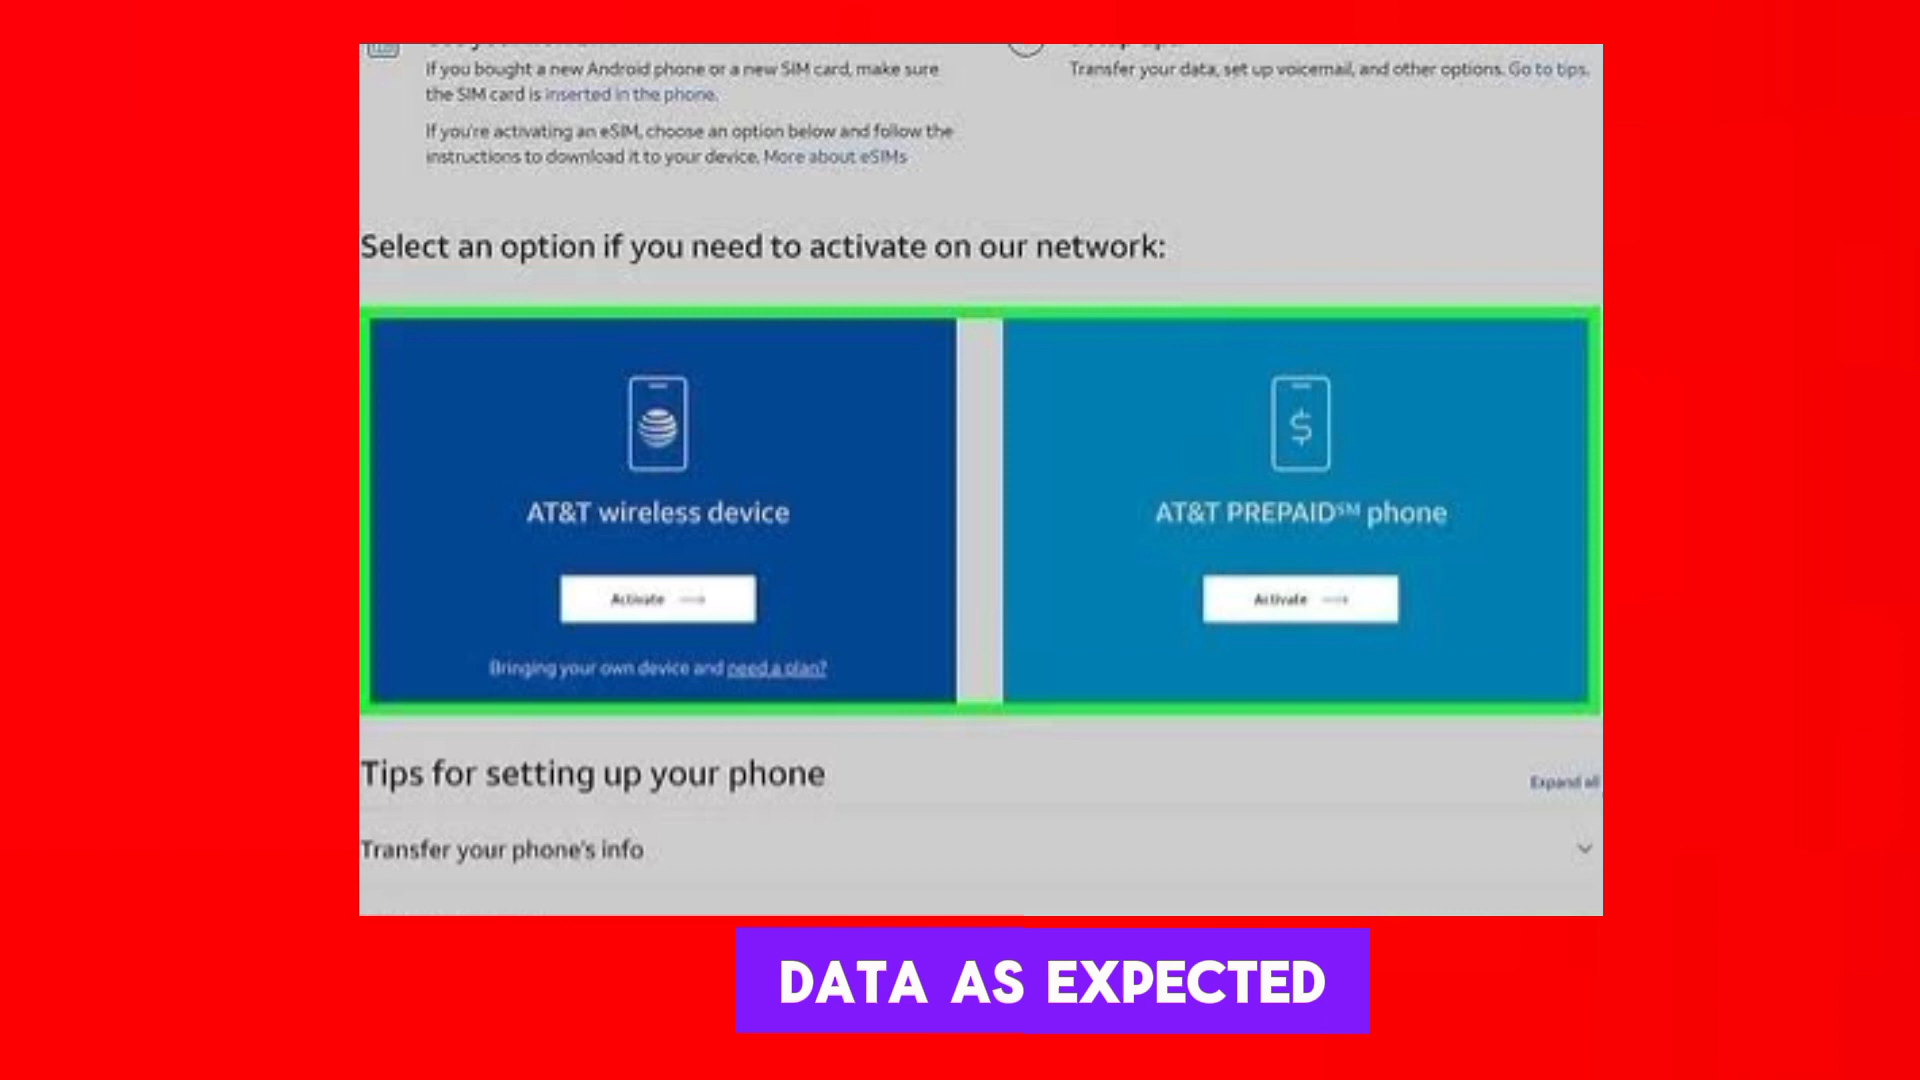 If you bought a new Android phone or a new SIM card, make sure
the SIM card is inserted in the phone.
If you're activating an eSIM, choose an option below and follow the
instructions to download it to your device. More about eSIMs
Transfer your data, set up voicemail, and other options. Go to tips.
Select an option if you need to activate on our network:
AT&T wireless device
Activate
Bringing your own device and need a plan?
AT&T PREPAID℠ phone
Activate
Tips for setting up your phone
Expand all
Transfer your phone's info
DATA AS EXPECTED